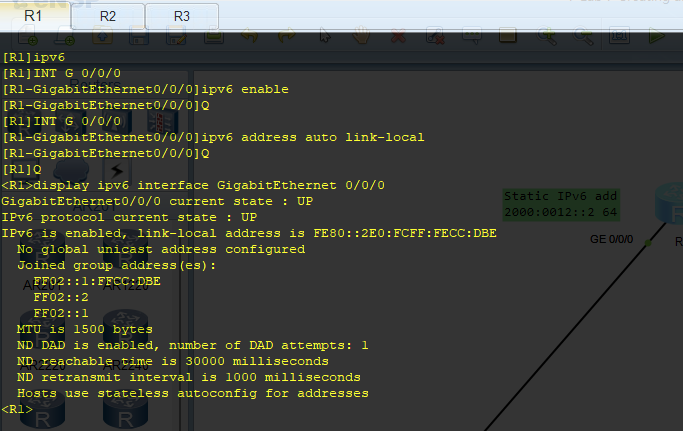 R1 R2 R3
[R1]ipv6
[R1]INT G 0/0/0
[R1-GigabitEthernet0/0/0]ipv6 enable
[R1-GigabitEthernet0/0/0]Q
[R1]INT G 0/0/0
[R1-GigabitEthernet0/0/0]ipv6 address auto link-local
[R1-GigabitEthernet0/0/0]Q
[R1]Q
<R1>display ipv6 interface GigabitEthernet 0/0/0
GigabitEthernet0/0/0 current state : UP
IPv6 protocol current state : UP
IPv6 is enabled, link-local address is FE80::2E0:FCFF:FECC:DBE
No global unicast address configured
Joined group address(es):
FF02::1:FFCC:DBE
FF02::2
FF02::1
MTU is 1500 bytes
ND DAD is enabled, number of DAD attempts: 1
ND reachable time is 30000 milliseconds
ND retransmit interval is 1000 milliseconds
Hosts use stateless autoconfig for addresses
<R1>
Static IPv6 add
2000:0012::2 64
GE 0/0/0